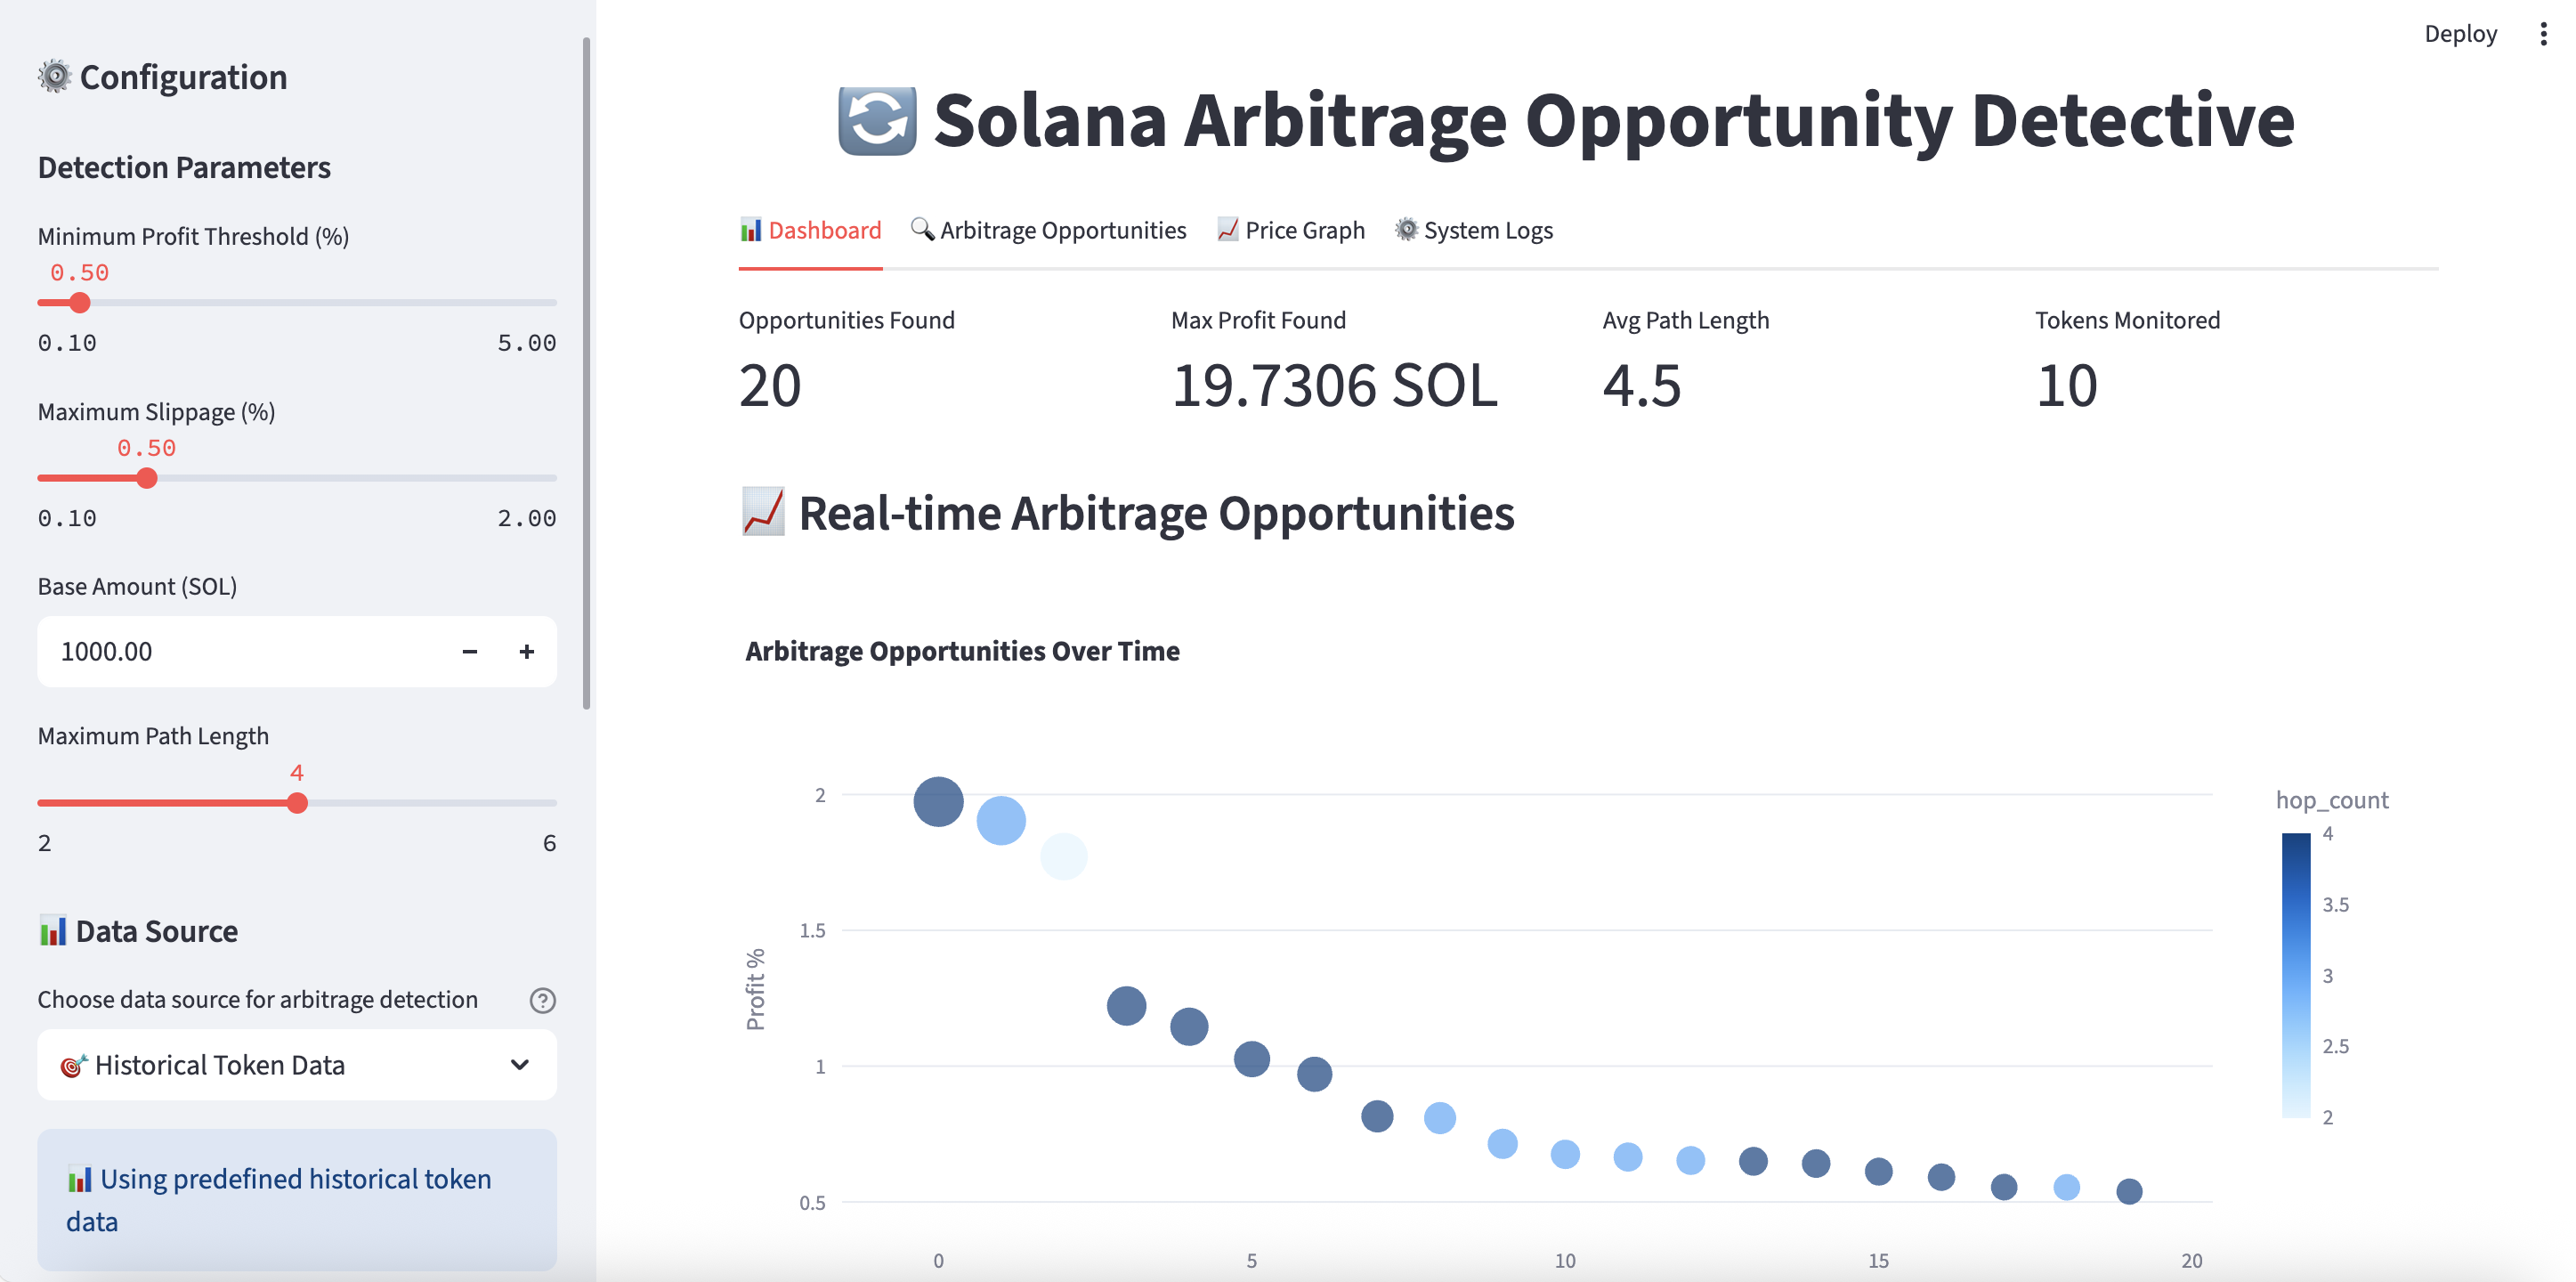 Deploy
Configuration
Detection Parameters
Minimum Profit Threshold (%)
0.50
0.10 5.00
Maximum Slippage (%)
0.50
0.10 2.00
Base Amount (SOL)
1000.00 − +
Maximum Path Length
4
2 6
Data Source
Choose data source for arbitrage detection
Historical Token Data
Using predefined historical token
data
Solana Arbitrage Opportunity Detective
Dashboard Arbitrage Opportunities Price Graph System Logs
Opportunities Found Max Profit Found Avg Path Length Tokens Monitored
20 19.7306 SOL 4.5 10
Real-time Arbitrage Opportunities
Arbitrage Opportunities Over Time
Profit %
2
1.5
1
0.5
0 5 10 15 20
hop_count
4
3.5
3
2.5
2